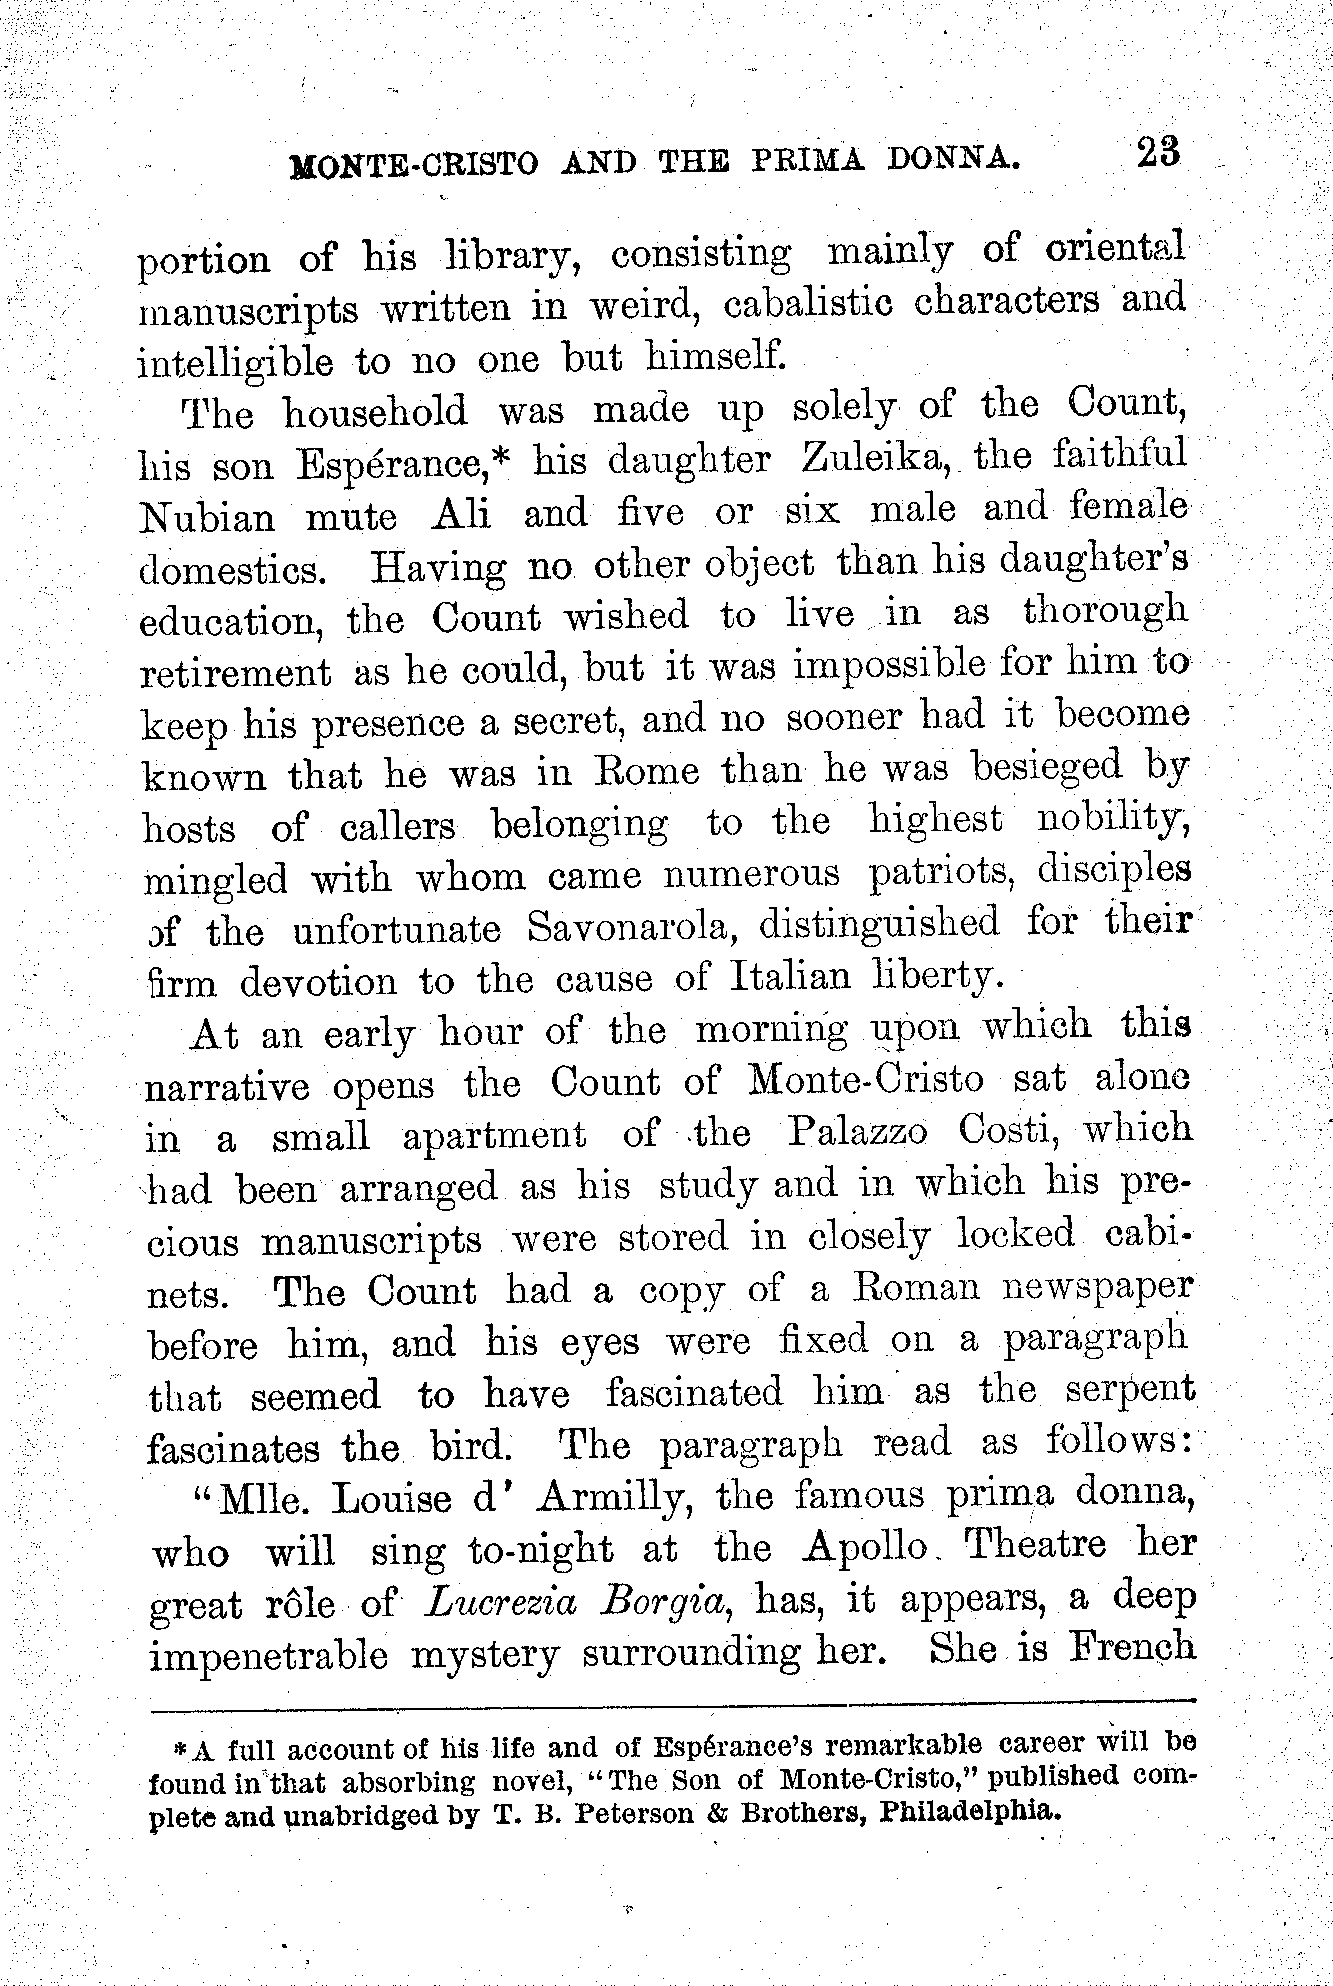 MONTE-CRISTO AND THE PRIMA DONNA. 23
portion of his library, consisting mainly of oriental
manuscripts written in weird, cabalistic characters and
intelligible to no one but himself.
The household was made up solely of the Count,
his son Espérance,* his daughter Zuleika, the faithful
Nubian mute Ali and five or six male and female
domestics. Having no other object than his daughter's
education, the Count wished to live in as thorough
retirement as he could, but it was impossible for him to
keep his presence a secret, and no sooner had it become
known that he was in Rome than he was besieged by
hosts of callers belonging to the highest nobility,
mingled with whom came numerous patriots, disciples
of the unfortunate Savonarola, distinguished for their
firm devotion to the cause of Italian liberty.
At an early hour of the morning upon which this
narrative opens the Count of Monte-Cristo sat alone
in a small apartment of the Palazzo Costi, which
had been arranged as his study and in which his pre-
cious manuscripts were stored in closely locked cabi-
nets. The Count had a copy of a Roman newspaper
before him, and his eyes were fixed on a paragraph
that seemed to have fascinated him as the serpent
fascinates the bird. The paragraph read as follows:
"Mlle. Louise d' Armilly, the famous prima donna,
who will sing to-night at the Apollo Theatre her
great rôle of Lucrezia Borgia, has, it appears, a deep
impenetrable mystery surrounding her. She is French
*A full account of his life and of Espérance's remarkable career will be
found in that absorbing novel, "The Son of Monte-Cristo," published com-
plete and unabridged by T. B. Peterson & Brothers, Philadelphia.